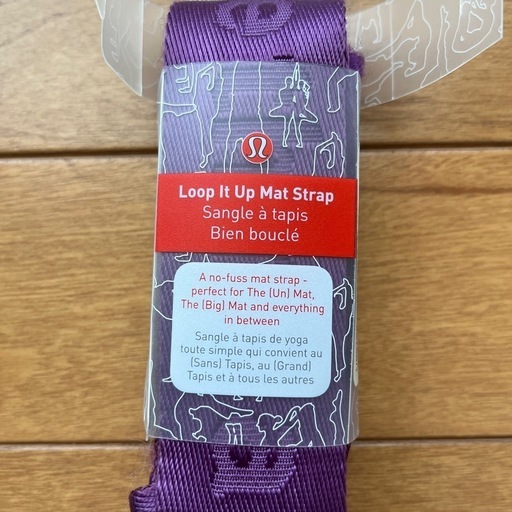 Loop It Up Mat Strap
Sangle à tapis
Bien bouclé
A no-fuss mat strap -
perfect for The (Un) Mat,
The (Big) Mat and everything
in between
Sangle à tapis de yoga
toute simple qui convient au
(Sans) Tapis, au (Grand)
Tapis et à tous les autres